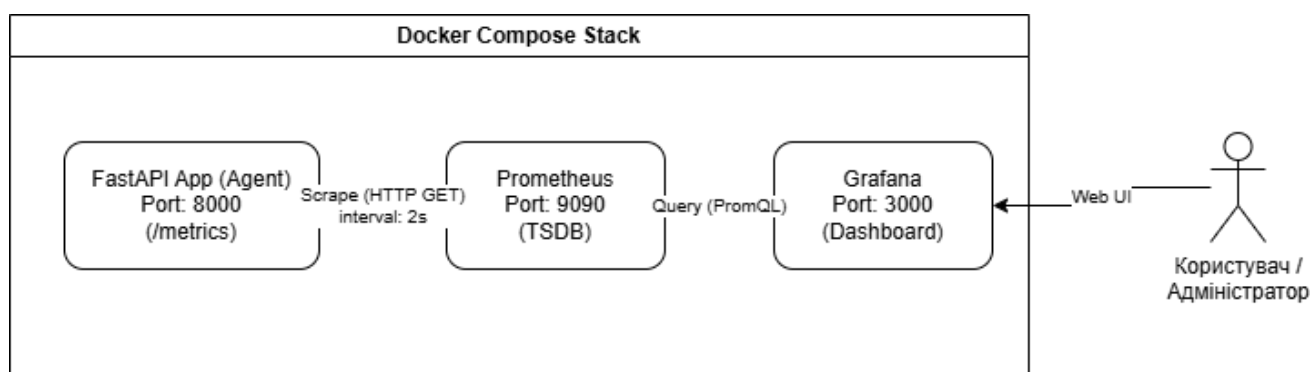 Docker Compose Stack
FastAPI App (Agent)
Port: 8000
(/metrics)
Scrape (HTTP GET)
interval: 2s
Prometheus
Port: 9090
(TSDB)
Query (PromQL)
Grafana
Port: 3000
(Dashboard)
Web UI
Користувач /
Адміністратор